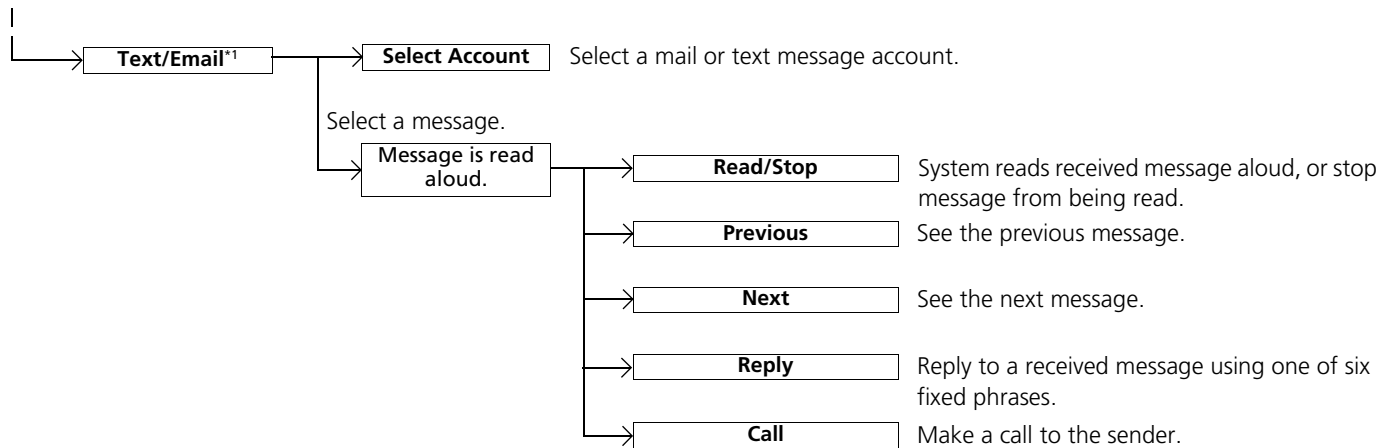 Text/Email*1
Select Account
Select a mail or text message account.
Select a message.
Message is read
aloud.
Read/Stop
System reads received message aloud, or stop
message from being read.
Previous
See the previous message.
Next
See the next message.
Reply
Reply to a received message using one of six
fixed phrases.
Call
Make a call to the sender.